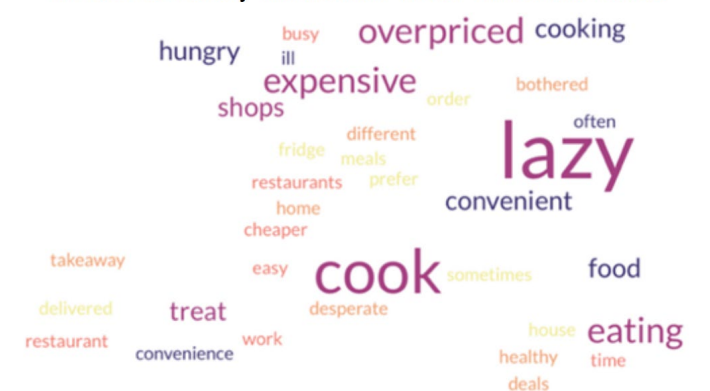 busy
overpriced
cooking
hungry
ill
expensive
bothered
shops
order
often
different
lazy
fridge
meals
restaurants
prefer
convenient
home
cheaper
takeaway
easy
cook
sometimes
food
delivered
treat
desperate
restaurant
convenience
work
house
eating
healthy
time
deals